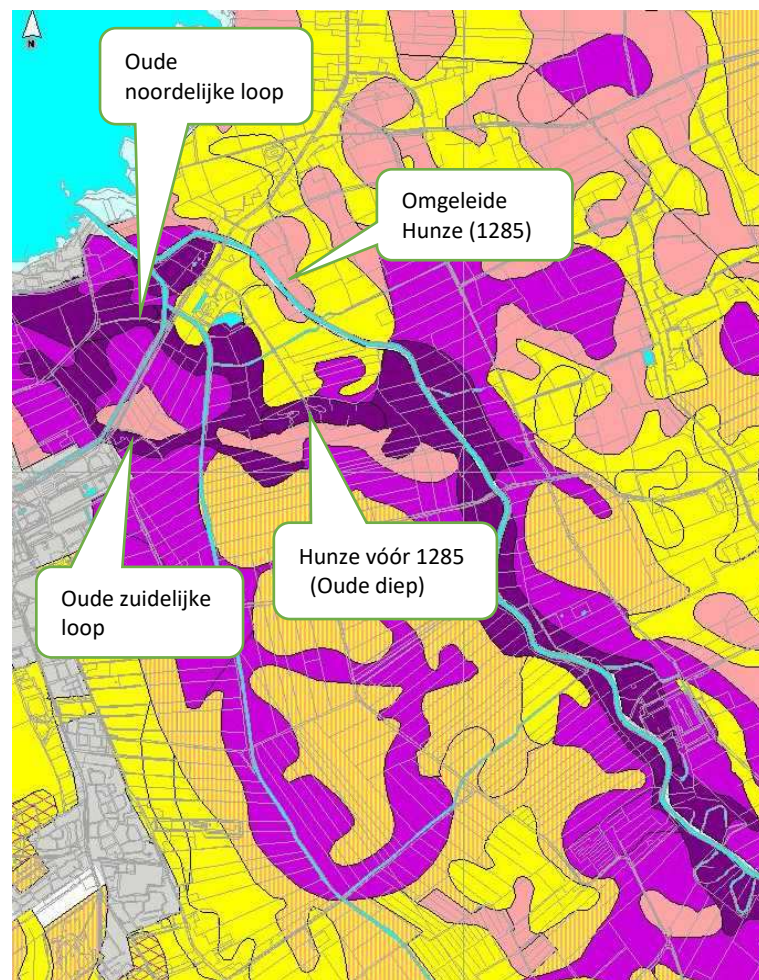 N
Oude
noordelijke loop
Omgeleide
Hunze (1285)
Hunze vóór 1285
(Oude diep)
Oude zuidelijke
loop